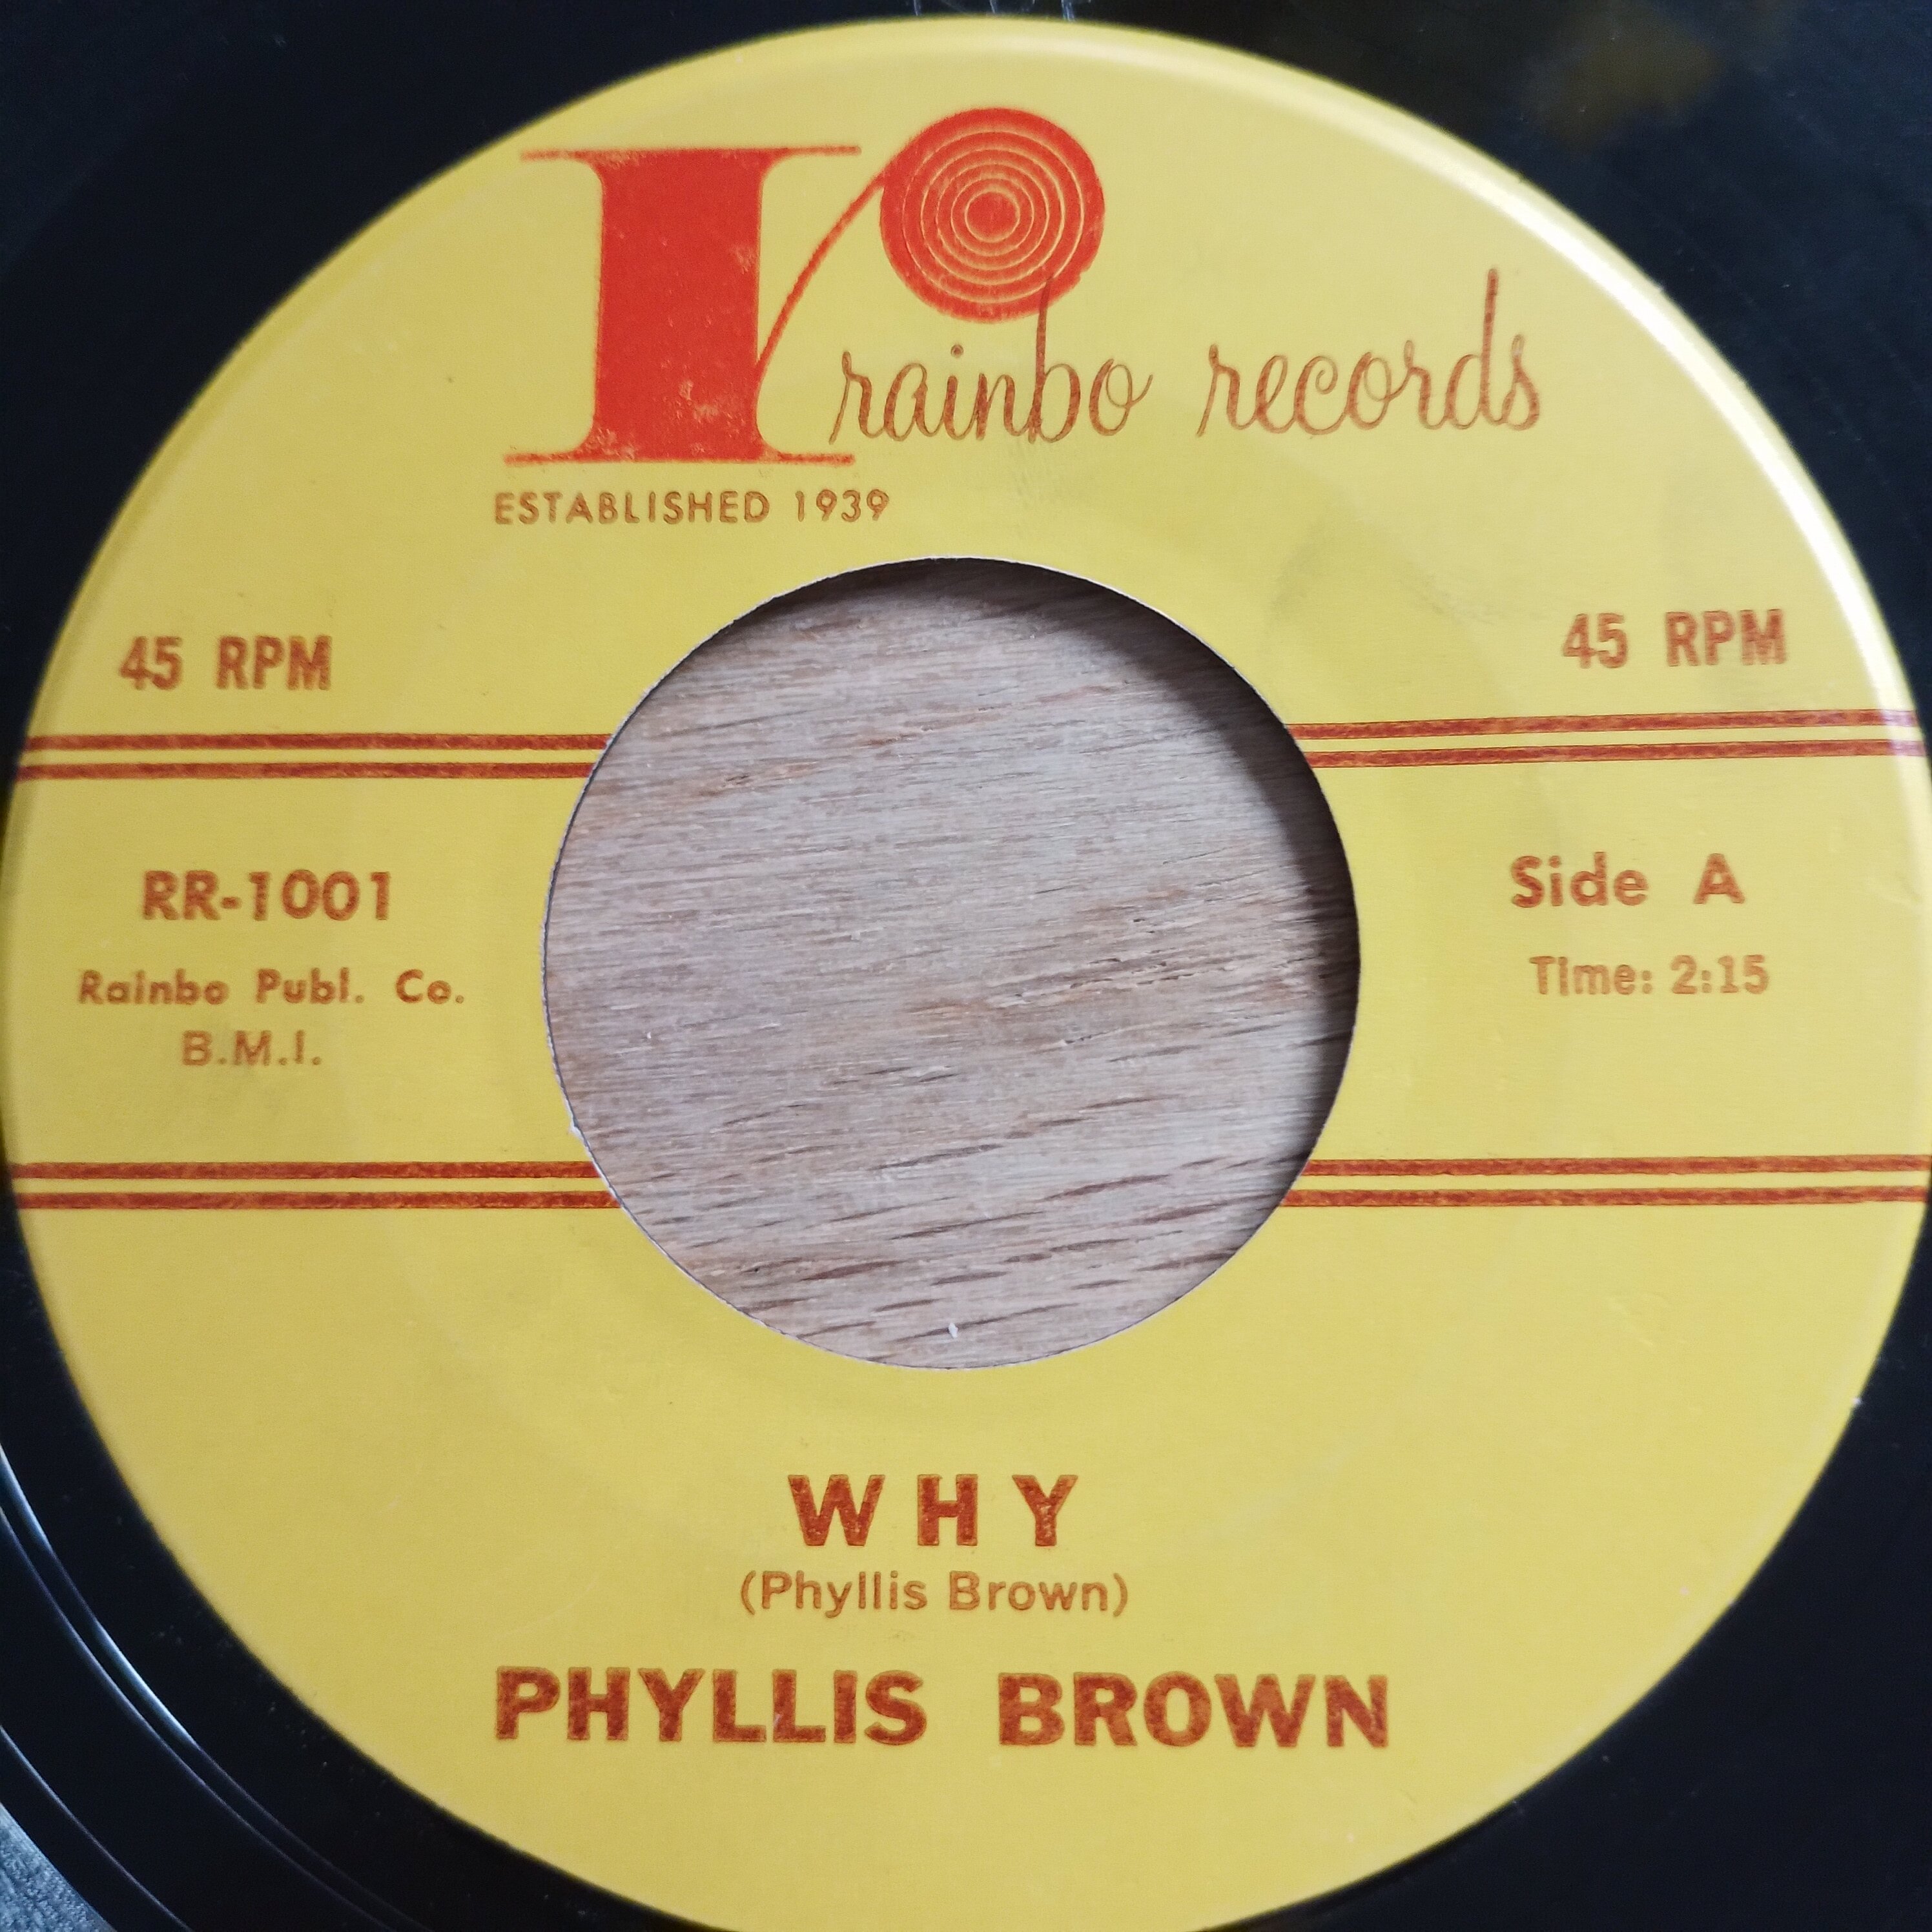 r
rainbo records
ESTABLISHED 1939
45 RPM
45 RPM
RR-1001
Side A
Rainbo Publ. Co.
Time: 2:15
B.M.I.
WHY
(Phyllis Brown)
PHYLLIS BROWN